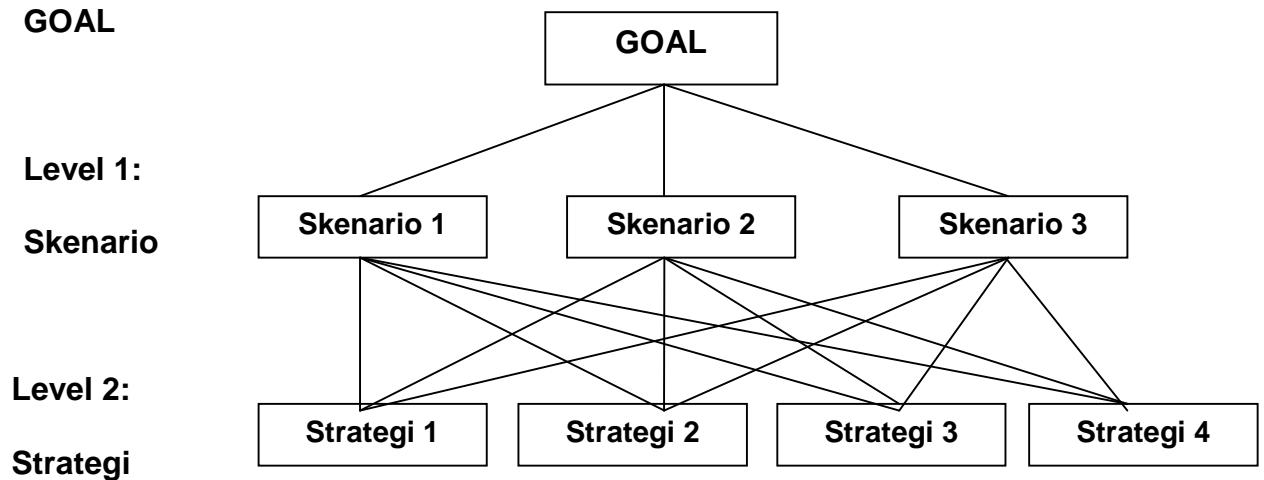 GOAL
GOAL
Level 1:
Skenario
Skenario 1
Skenario 2
Skenario 3
Level 2:
Strategi
Strategi 1
Strategi 2
Strategi 3
Strategi 4